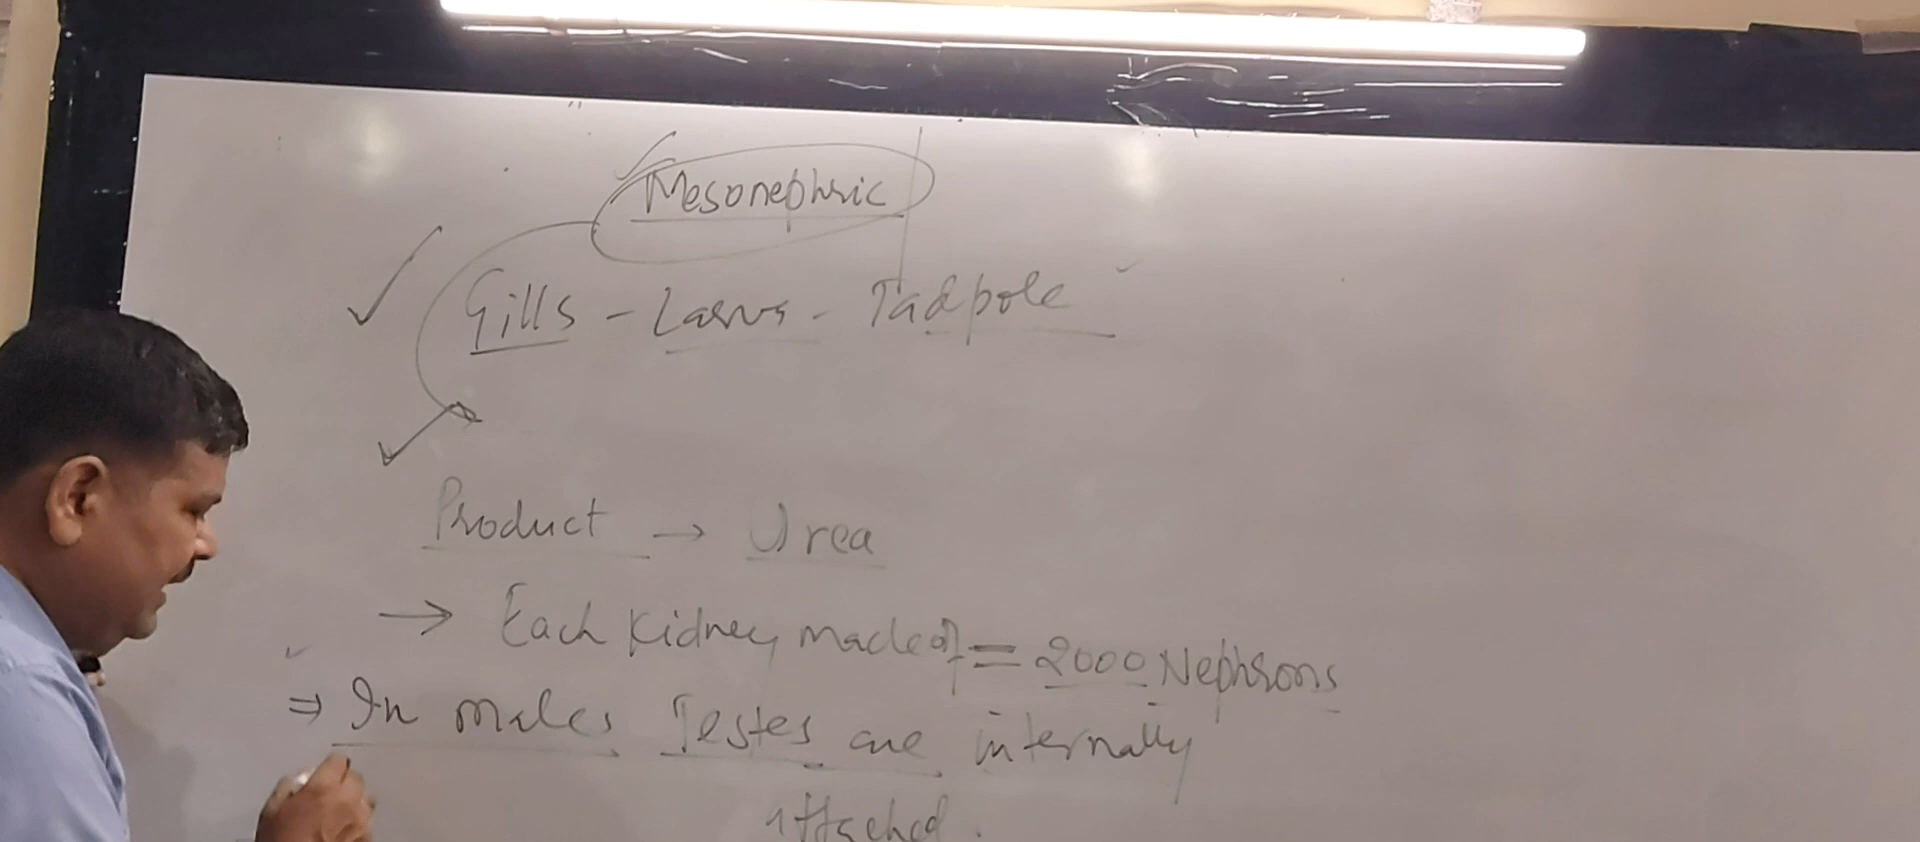 Mesonephric
Gills - Larva - Tadpole
Product → Urea
→ Each Kidney made of = 2000 Nephrons
⇒ In males Testes are internally
attached.